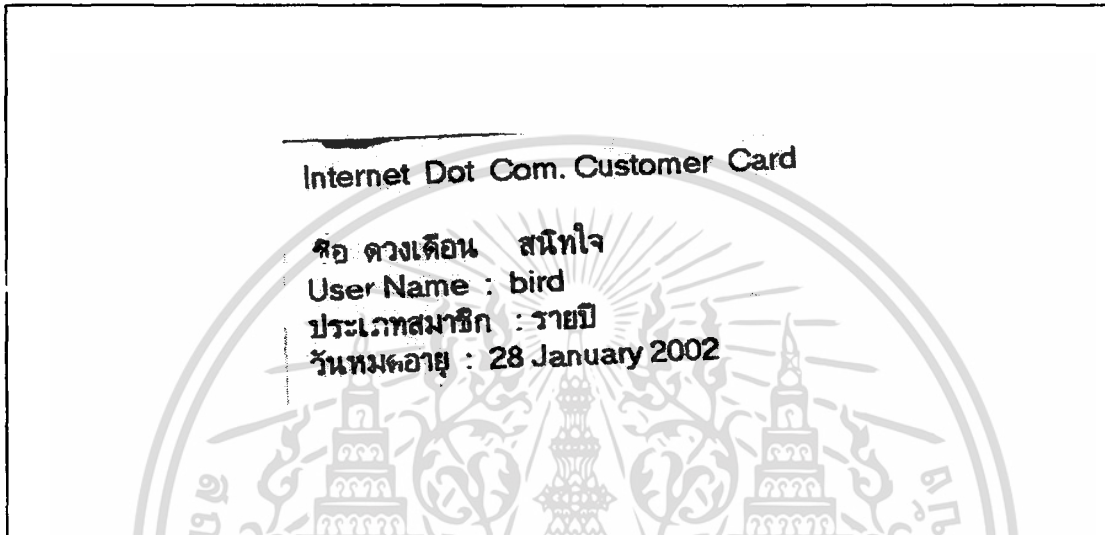 Internet Dot Com. Customer Card
ชื่อ ดวงเดือน สนิทใจ
User Name : bird
ประเภทสมาชิก : รายปี
วันหมดอายุ : 28 January 2002